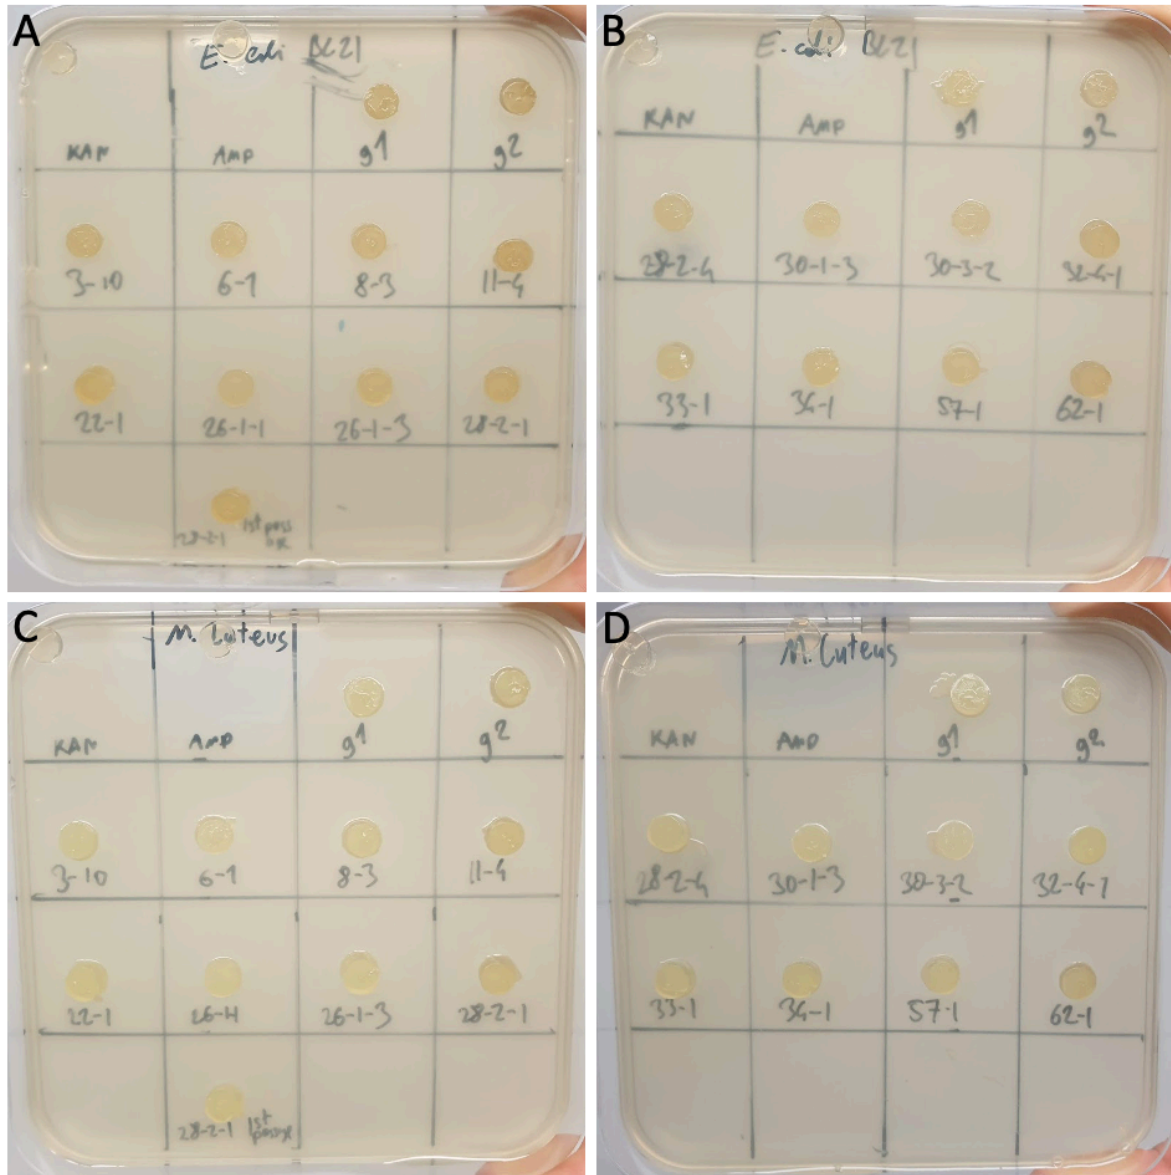 A
E. coli BL21
KAN AMP g1 g2
3-10 6-1 8-3 11-4
22-1 26-1-1 26-1-3 28-2-1
28-2-1 1st pass
B
E. coli BL21
KAN AMP g1 g2
28-2-4 30-1-3 30-3-2 32-4-1
33-1 34-1 57-1 62-1
C
M. Luteus
KAN AMP g1 g2
3-10 6-1 8-3 11-4
22-1 26-1-1 26-1-3 28-2-1
28-2-1 1st passage
D
M. Luteus
KAN AMP g1 g2
28-2-4 30-1-3 30-3-2 32-4-1
33-1 34-1 57-1 62-1